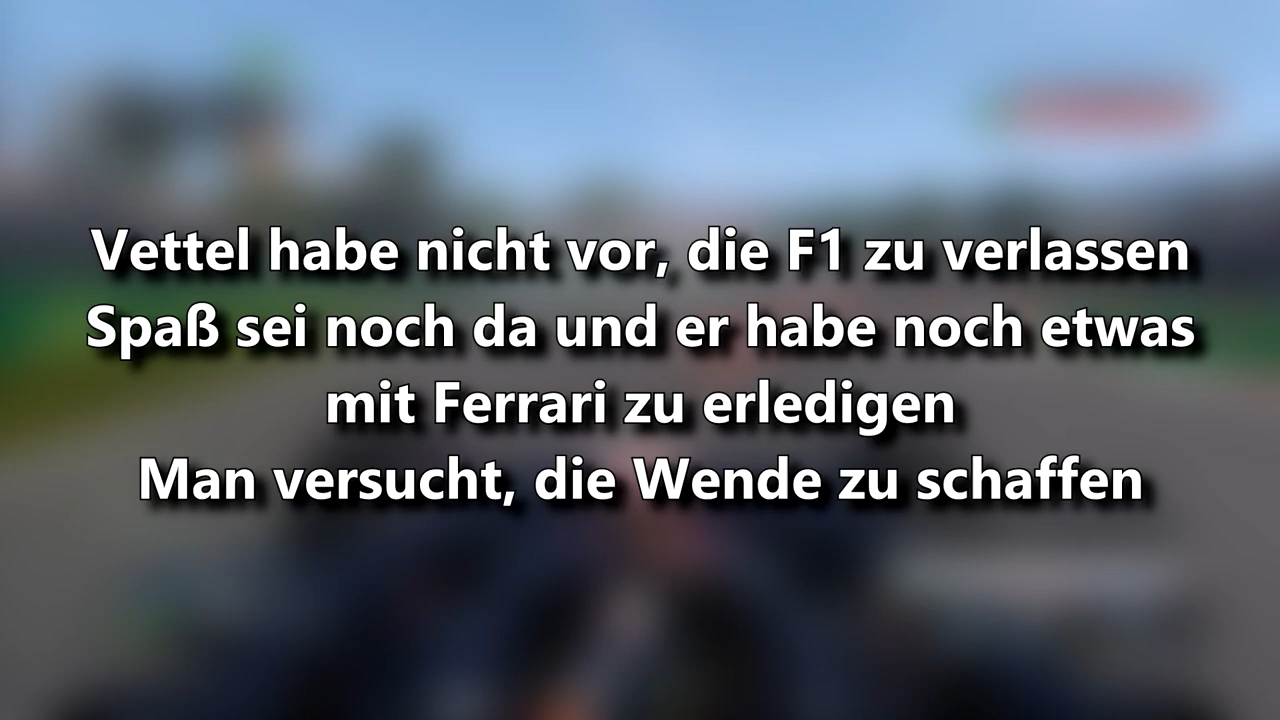 Vettel habe nicht vor, die F1 zu verlassen
Spaß sei noch da und er habe noch etwas
mit Ferrari zu erledigen
Man versucht, die Wende zu schaffen